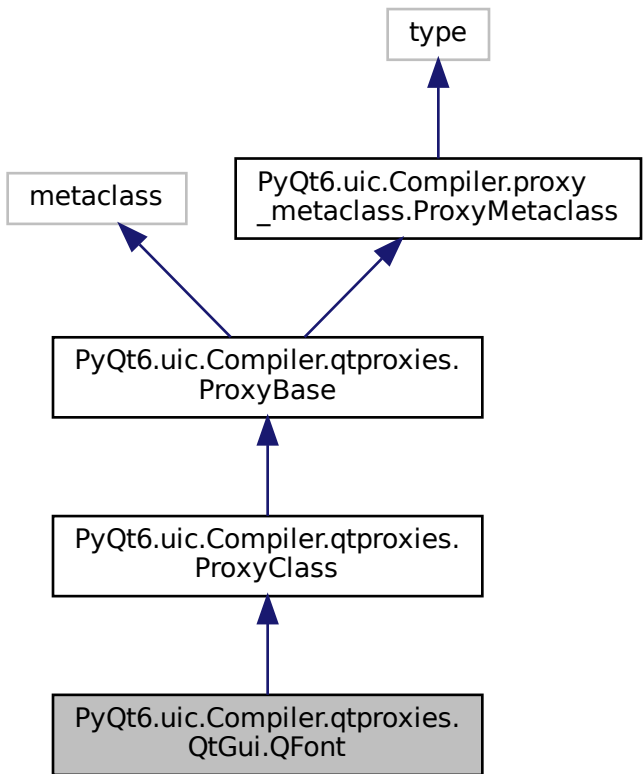 type
PyQt6.uic.Compiler.proxy
_metaclass.ProxyMetaclass
metaclass
PyQt6.uic.Compiler.qtproxies.
ProxyBase
PyQt6.uic.Compiler.qtproxies.
ProxyClass
PyQt6.uic.Compiler.qtproxies.
QtGui.QFont